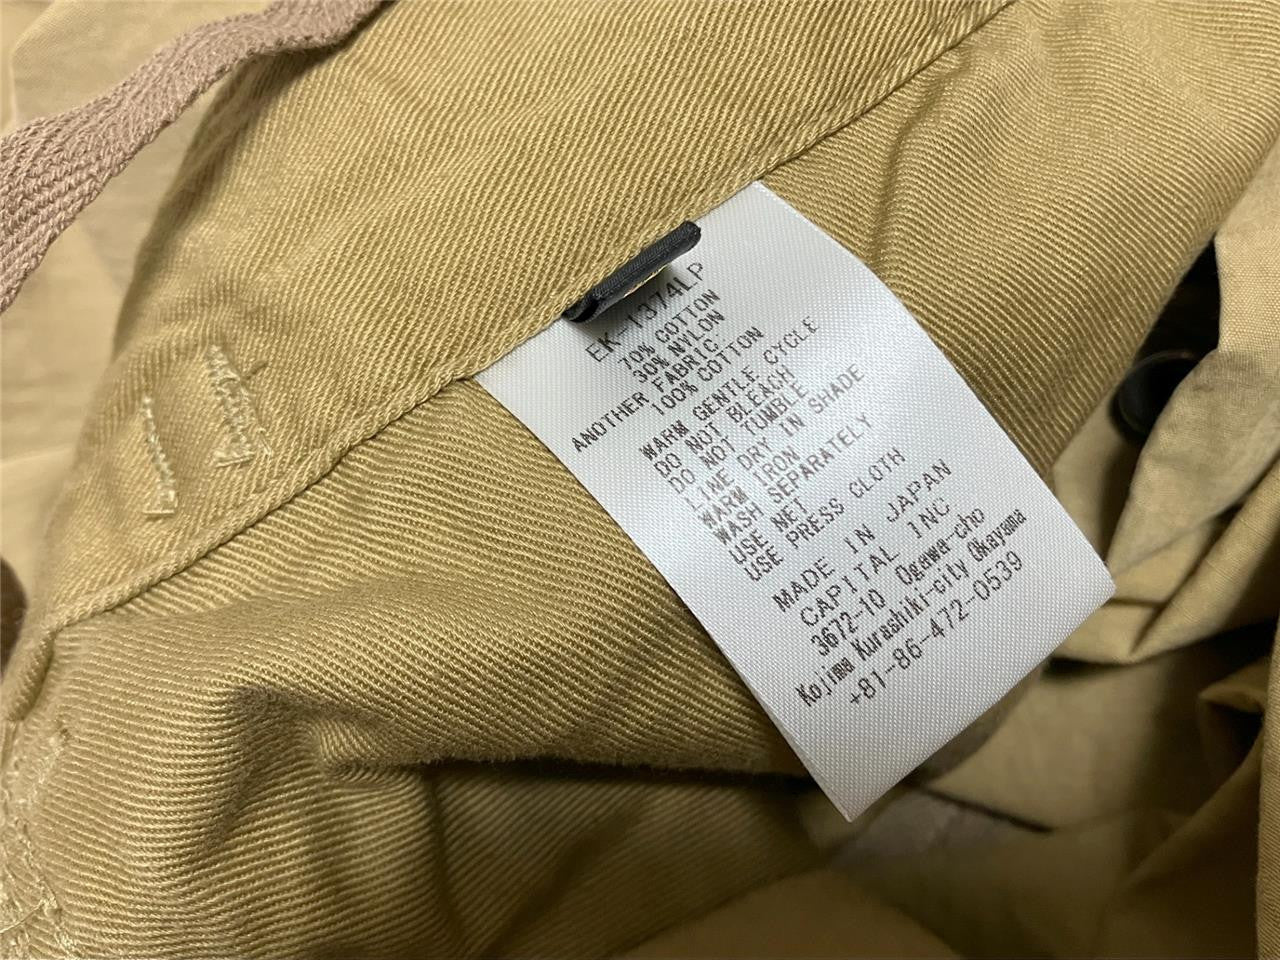 EK-1374LP
70% COTTON
30% NYLON
ANOTHER FABRIC
100% COTTON
WARM GENTLE CYCLE
DO NOT BLEACH
DO NOT TUMBLE
LINE DRY IN SHADE
WARM IRON
WASH SEPARATELY
USE NET
USE PRESS CLOTH
MADE IN JAPAN
CAPITAL INC
3672-10 Ogawa-cho
Kojima Kurashiki-city Okayama
+81-86-472-0539